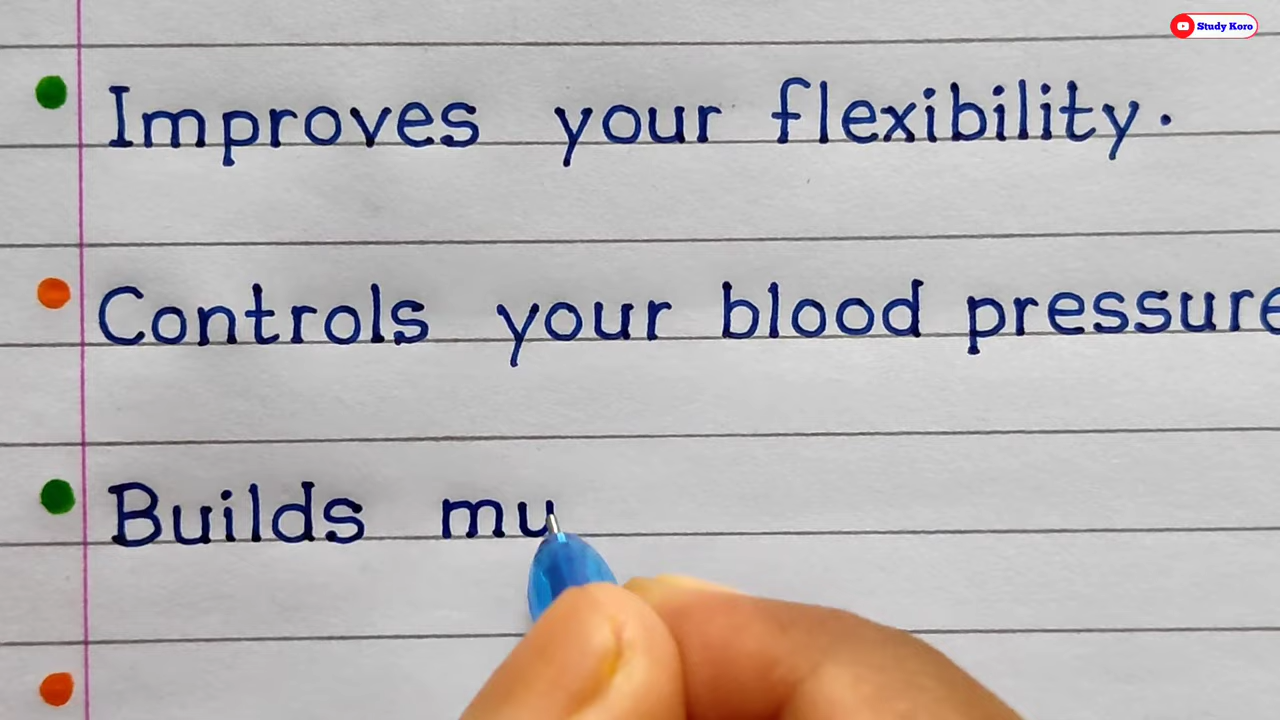 Study Koro
Improves your flexibility.
Controls your blood pressure
Builds mu